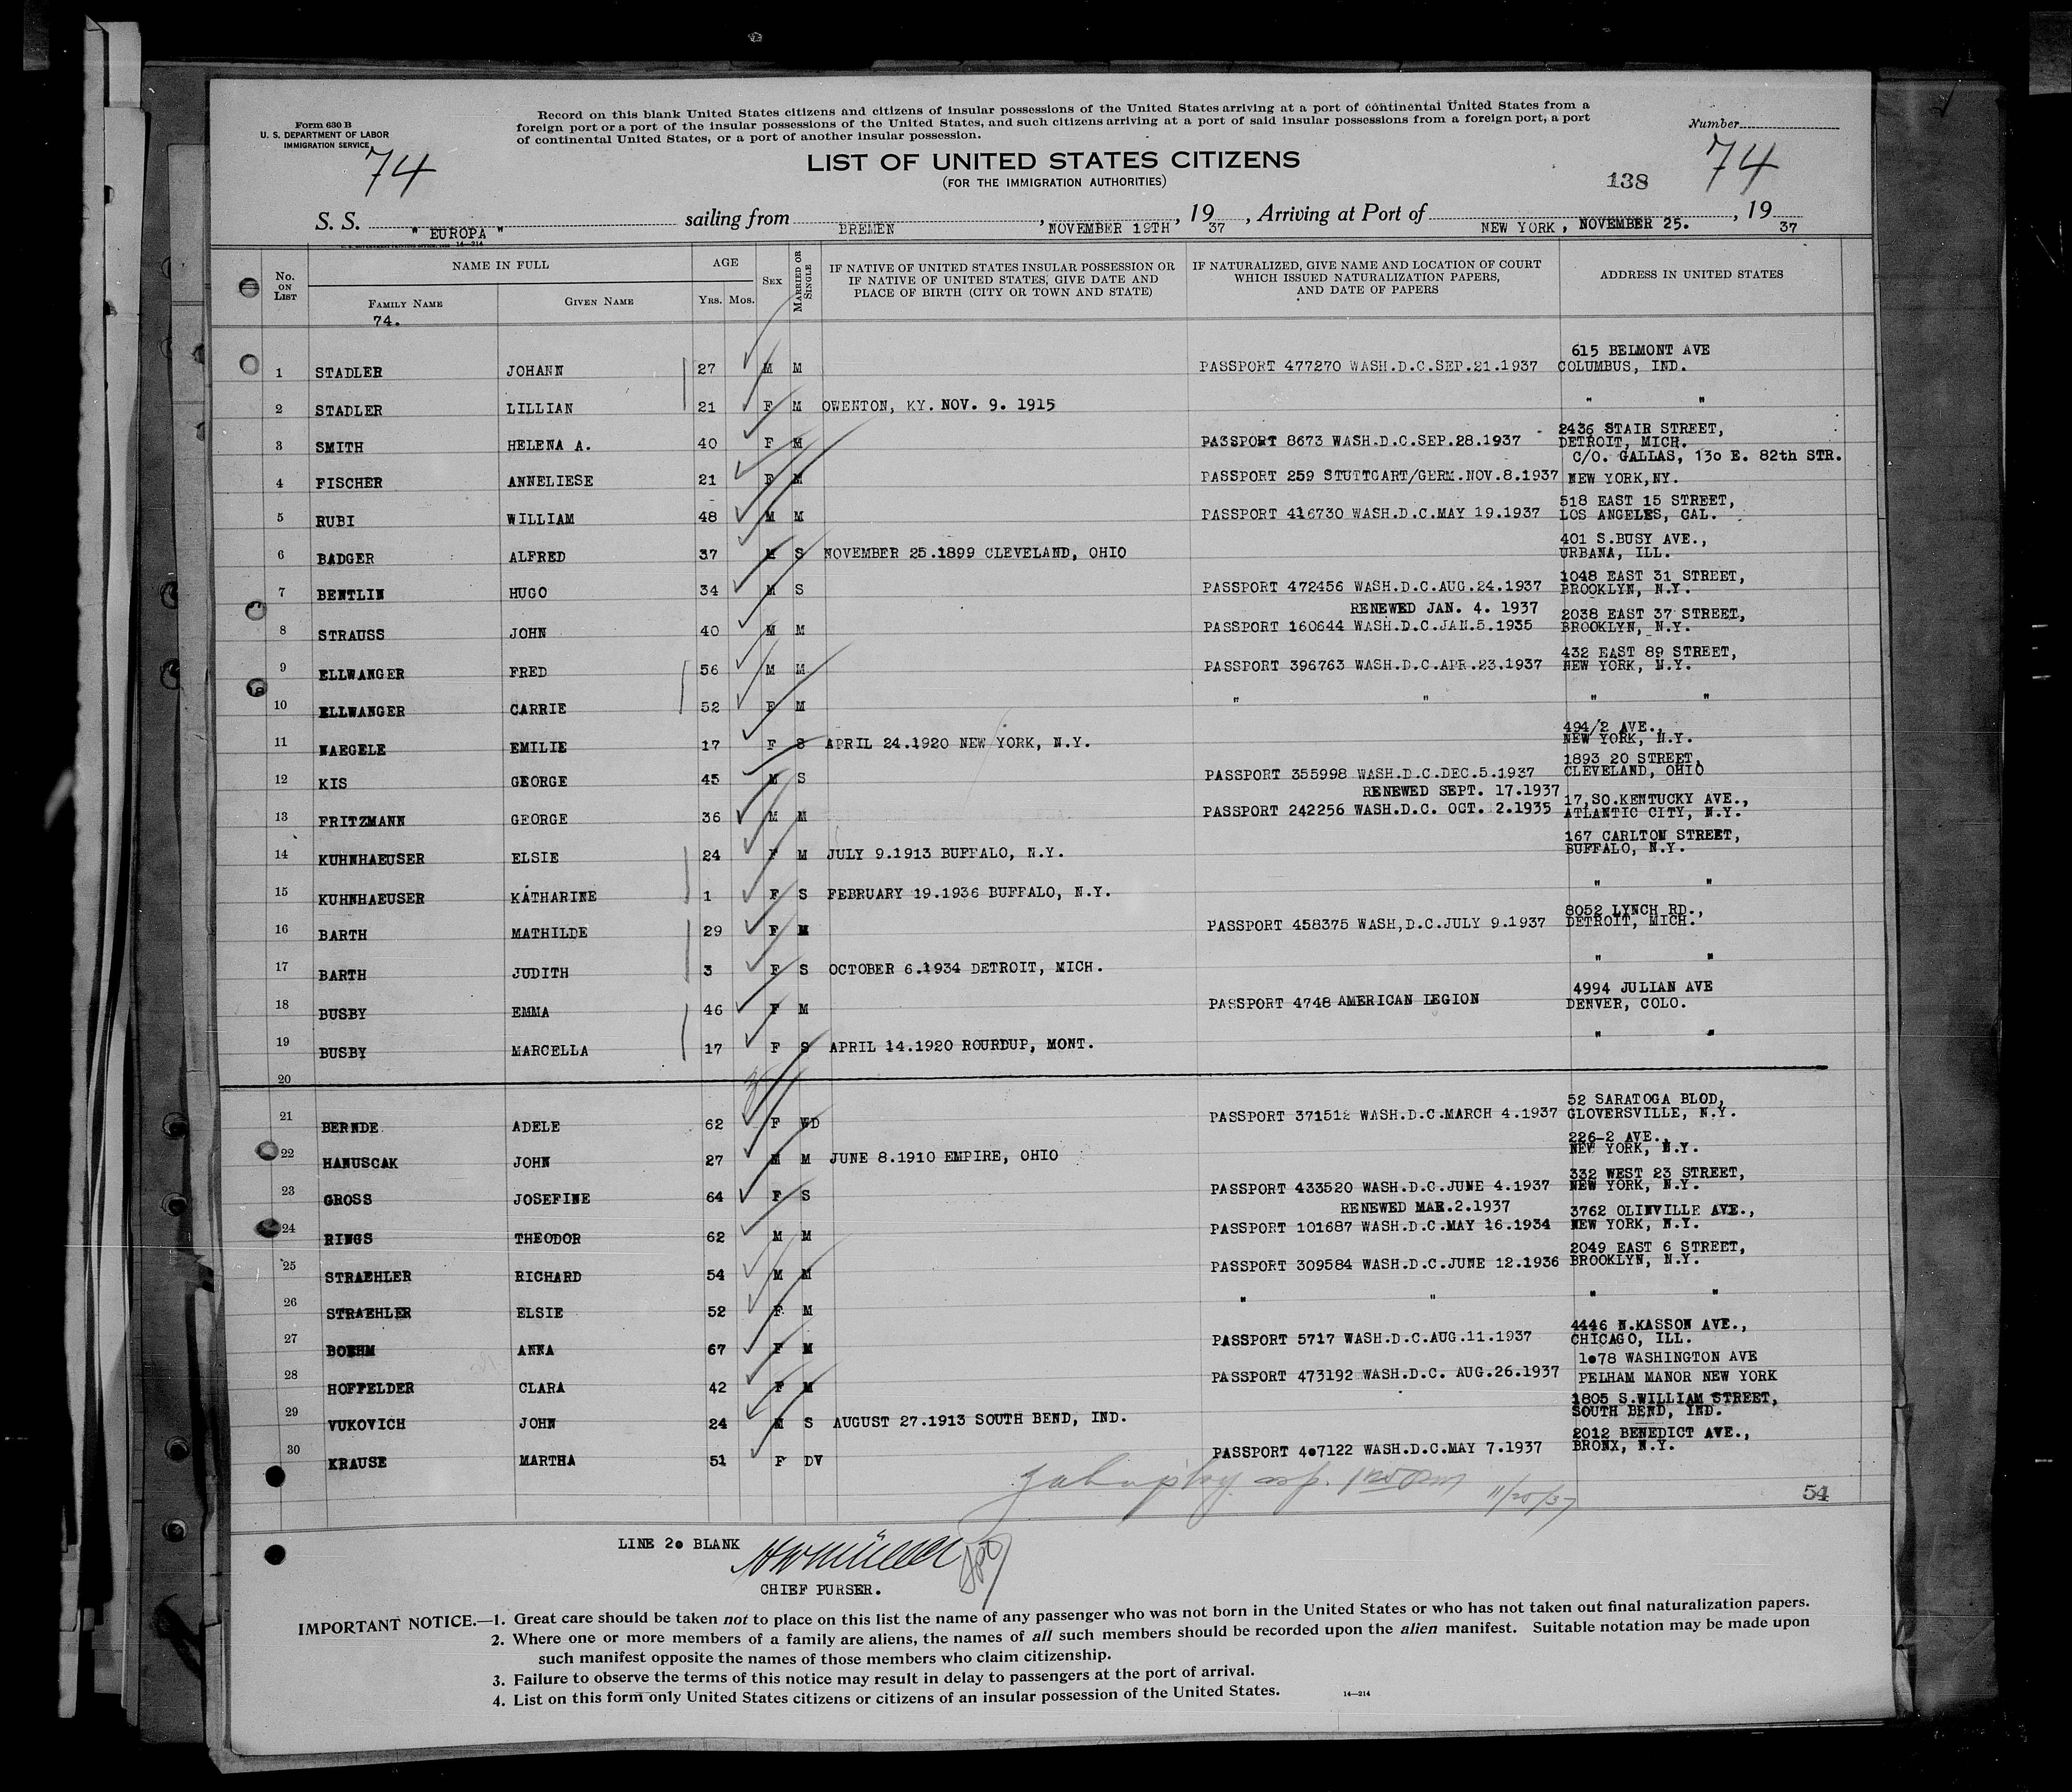 Form 630 B
U. S. DEPARTMENT OF LABOR
IMMIGRATION SERVICE
74
Record on this blank United States citizens and citizens of insular possessions of the United States arriving at a port of continental United States from a
foreign port or a port of the insular possessions of the United States, and such citizens arriving at a port of said insular possessions from a foreign port, a port
of continental United States, or a port of another insular possession.
Number
LIST OF UNITED STATES CITIZENS
(FOR THE IMMIGRATION AUTHORITIES)
138
74
S. S. " EUROPA " sailing from BREMEN, NOVEMBER 19TH, 1937, Arriving at Port of NEW YORK, NOVEMBER 25., 1937
No. ON LIST
NAME IN FULL
FAMILY NAME
GIVEN NAME
AGE
YRS. MOS.
SEX
MARRIED OR SINGLE
IF NATIVE OF UNITED STATES INSULAR POSSESSION OR
IF NATIVE OF UNITED STATES, GIVE DATE AND
PLACE OF BIRTH (CITY OR TOWN AND STATE)
IF NATURALIZED, GIVE NAME AND LOCATION OF COURT
WHICH ISSUED NATURALIZATION PAPERS,
AND DATE OF PAPERS
ADDRESS IN UNITED STATES
74.
615 BELMONT AVE
1 STADLER JOHANN 27 M M PASSPORT 477270 WASH.D.C.SEP.21.1937 COLUMBUS, IND.
2 STADLER LILLIAN 21 F M OWENTON, KY. NOV. 9. 1915 " "
2436 STAIR STREET,
3 SMITH HELENA A. 40 F M PASSPORT 8673 WASH.D.C.SEP.28.1937 DETROIT, MICH.
C/O. GALLAS, 13o E. 82th STR.
4 FISCHER ANNELIESE 21 F M PASSPORT 259 STUTTGART/GERM.NOV.8.1937 NEW YORK,NY.
518 EAST 15 STREET,
5 RUBI WILLIAM 48 M M PASSPORT 416730 WASH.D.C.MAY 19.1937 LOS ANGELES, CAL.
401 S.BUSY AVE.,
6 BADGER ALFRED 37 M S NOVEMBER 25.1899 CLEVELAND, OHIO URBANA, ILL.
1048 EAST 31 STREET,
7 BENTLIN HUGO 34 M S PASSPORT 472456 WASH.D.C.AUG.24.1937 BROOKLYN, N.Y.
RENEWED JAN. 4. 1937 2038 EAST 37 STREET,
8 STRAUSS JOHN 40 M M PASSPORT 160644 WASH.D.C.JAN.5.1935 BROOKLYN, N.Y.
432 EAST 89 STREET,
9 ELLWANGER FRED 56 M M PASSPORT 396763 WASH.D.C.APR.23.1937 NEW YORK, N.Y.
10 ELLWANGER CARRIE 52 F M " " " "
494/2 AVE.,
11 NAEGELE EMILIE 17 F S APRIL 24.1920 NEW YORK, N.Y. NEW YORK, N.Y.
1893 20 STREET,
12 KIS GEORGE 45 M S PASSPORT 355998 WASH.D.C.DEC.5.1937 CLEVELAND, OHIO
RENEWED SEPT. 17.1937 17,SO.KENTUCKY AVE.,
13 FRITZMANN GEORGE 36 M M PASSPORT 242256 WASH.D.C. OCT. 2.1935 ATLANTIC CITY, N.Y.
167 CARLTON STREET,
14 KUHNHAEUSER ELSIE 24 F M JULY 9.1913 BUFFALO, N.Y. BUFFALO, N.Y.
15 KUHNHAEUSER KATHARINE 1 F S FEBRUARY 19.1936 BUFFALO, N.Y. " "
8052 LYNCH RD.,
16 BARTH MATHILDE 29 F M PASSPORT 458375 WASH,D.C.JULY 9.1937 DETROIT, MICH.
17 BARTH JUDITH 3 F S OCTOBER 6.1934 DETROIT, MICH. " "
4994 JULIAN AVE
18 BUSBY EMMA 46 F M PASSPORT 4748 AMERICAN LEGION DENVER, COLO.
19 BUSBY MARCELLA 17 F S APRIL 14.1920 ROURDUP, MONT. " "
20
52 SARATOGA BLOD,
21 BERNDE ADELE 62 F WD PASSPORT 371512 WASH.D.C.MARCH 4.1937 GLOVERSVILLE, N.Y.
226-2 AVE.,
22 HANUSCAK JOHN 27 M M JUNE 8.1910 EMPIRE, OHIO NEW YORK, N.Y.
332 WEST 23 STREET,
23 GROSS JOSEFINE 64 F S PASSPORT 433520 WASH.D.C.JUNE 4.1937 NEW YORK, N.Y.
RENEWED MAR.2.1937 3762 OLINVILLE AVE.,
24 RINGS THEODOR 62 M M PASSPORT 101687 WASH.D.C.MAY 16.1934 NEW YORK, N.Y.
2049 EAST 6 STREET,
25 STRAEHLER RICHARD 54 M M PASSPORT 309584 WASH.D.C.JUNE 12.1936 BROOKLYN, N.Y.
26 STRAEHLER ELSIE 52 F M " " " "
4446 N.KASSON AVE.,
27 BOEHM ANNA 67 F M PASSPORT 5717 WASH.D.C.AUG.11.1937 CHICAGO, ILL.
1o78 WASHINGTON AVE
28 HOFFELDER CLARA 42 F M PASSPORT 473192 WASH.D.C. AUG.26.1937 PELHAM MANOR NEW YORK
1805 S.WILLIAM STREET,
29 VUKOVICH JOHN 24 M S AUGUST 27.1913 SOUTH BEND, IND. SOUTH BEND, IND.
2012 BENEDICT AVE.,
30 KRAUSE MARTHA 51 F DV PASSPORT 4o7122 WASH.D.C.MAY 7.1937 BRONX, N.Y.
54
LINE 2o BLANK
CHIEF PURSER.
IMPORTANT NOTICE.—1. Great care should be taken not to place on this list the name of any passenger who was not born in the United States or who has not taken out final naturalization papers.
2. Where one or more members of a family are aliens, the names of all such members should be recorded upon the alien manifest. Suitable notation may be made upon
such manifest opposite the names of those members who claim citizenship.
3. Failure to observe the terms of this notice may result in delay to passengers at the port of arrival.
4. List on this form only United States citizens or citizens of an insular possession of the United States.
14—214